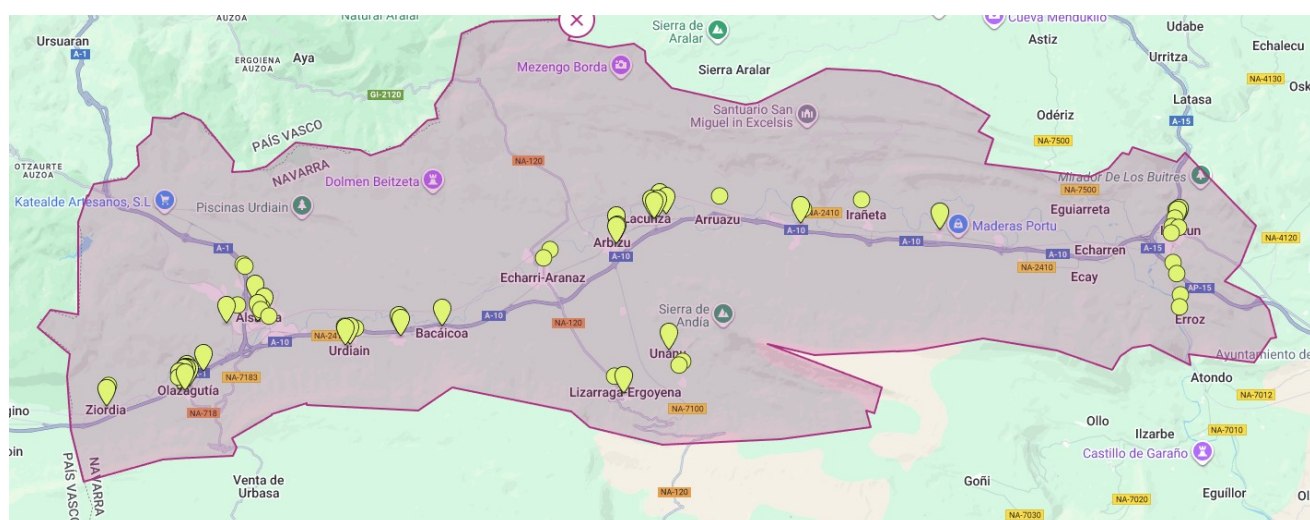 Natural Aralar
AUZOA
Ursuaran
A-1
ERGOIENA
AUZOA
Aya
GI-2120
Mezengo Borda
Sierra de
Aralar
Sierra Aralar
Cueva Mendukilo
Astiz
Udabe
Urritza
Echalecu
NA-4130
Latasa
A-15
Odériz
NA-7500
Santuario San
Miguel in Excelsis
PAÍS VASCO
NAVARRA
OTZAURTE
AUZOA
Dolmen Beitzeta
NA-120
Katealde Artesanos, S.L
Piscinas Urdiain
Mirador De Los Buitres
NA-7500
Eguiarreta
Lacunza
Arruazu
NA-2410
Irañeta
Maderas Portu
NA-4120
A-1
Arbizu
A-10
A-10
A-10
Echarren
A-15
A-10
NA-2410
Ecay
Echarri-Aranaz
AP-15
Sierra de
Andía
Erroz
A-10
Bacáicoa
NA-120
A-10
Urdiain
Unanu
Ayuntamiento de
NA-7183
Olazagutía
Lizarraga-Ergoyena
Atondo
NA-7012
Ziordia
NA-718
NA-7100
Ollo
Ilzarbe
NA-7010
Castillo de Garaño
PAÍS VASCO
NAVARRA
Venta de
Urbasa
NA-120
Goñi
NA-7020
Eguíllor
NA-7030